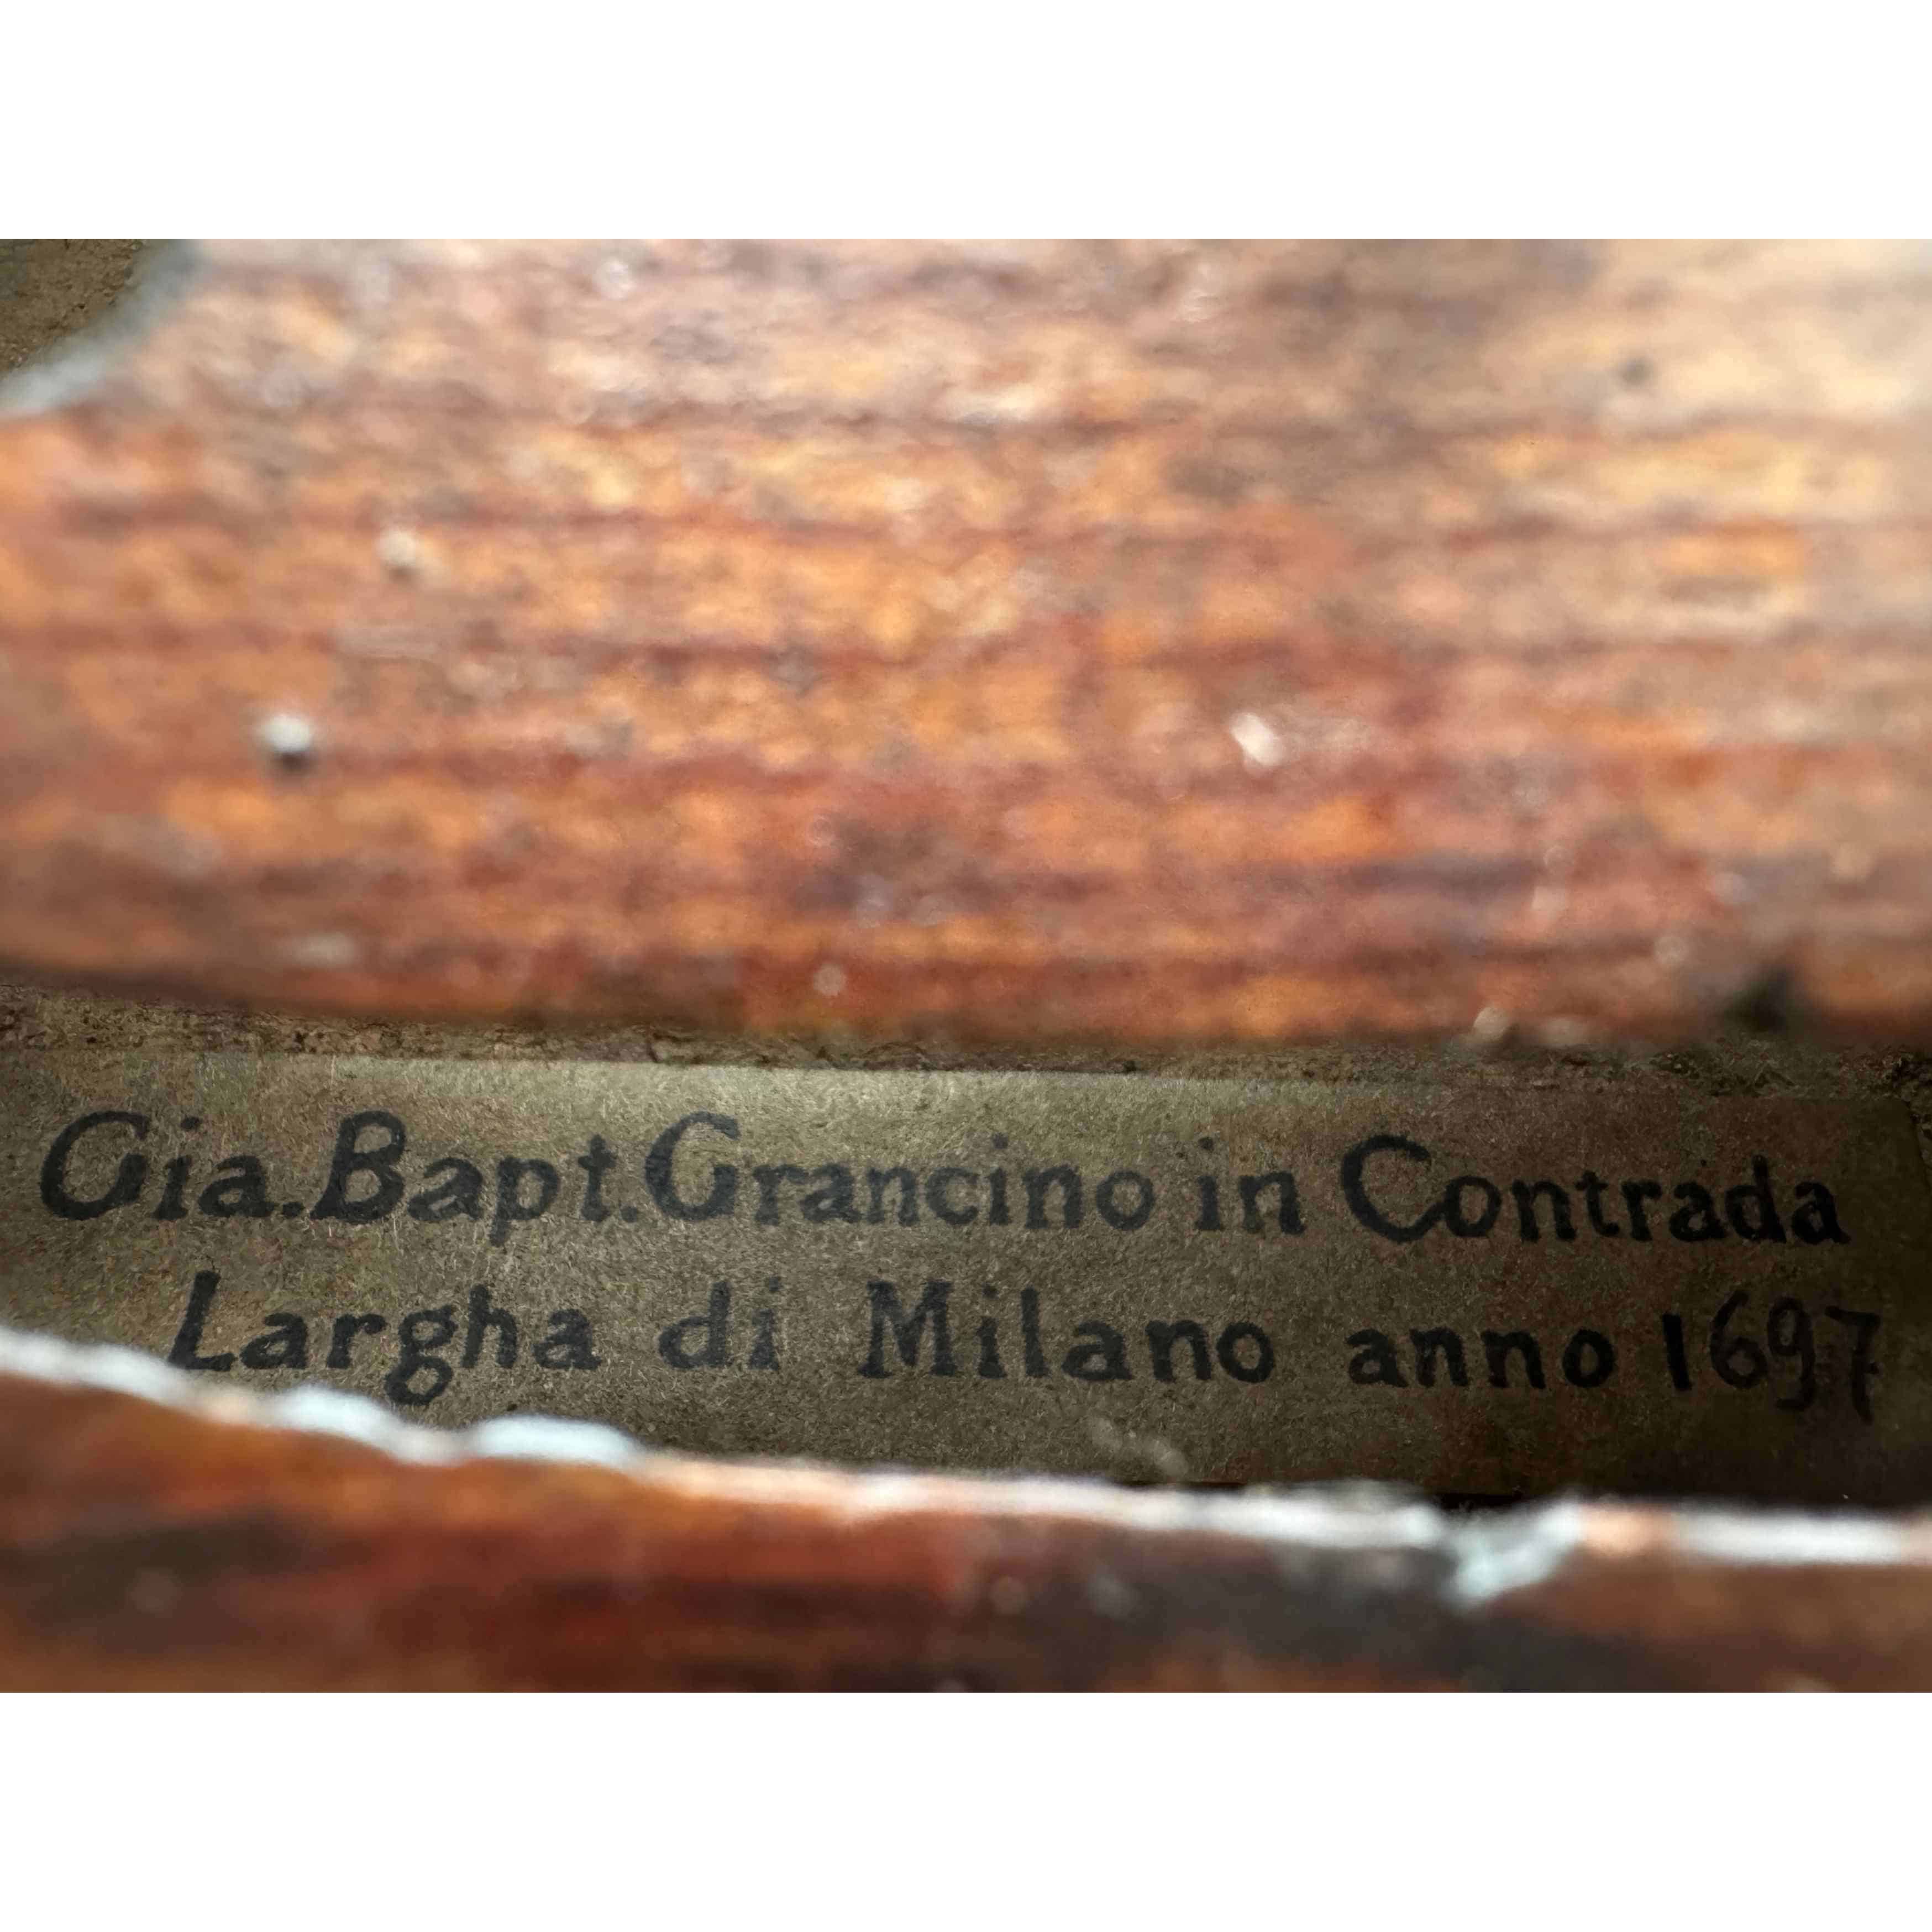 Gia. Bapt. Grancino in Contrada
Largha di Milano anno 1697